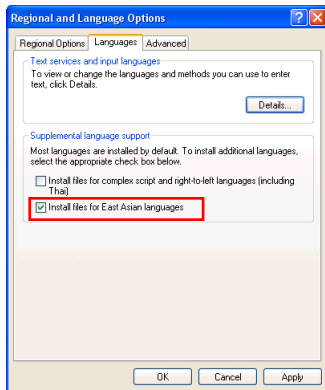 Regional and Language Options
Regional Options Languages Advanced
Text services and input languages
To view or change the languages and methods you can use to enter
text, click Details.
Details...
Supplemental language support
Most languages are installed by default. To install additional languages,
select the appropriate check box below.
Install files for complex script and right-to-left languages (including
Thai)
Install files for East Asian languages
OK Cancel Apply